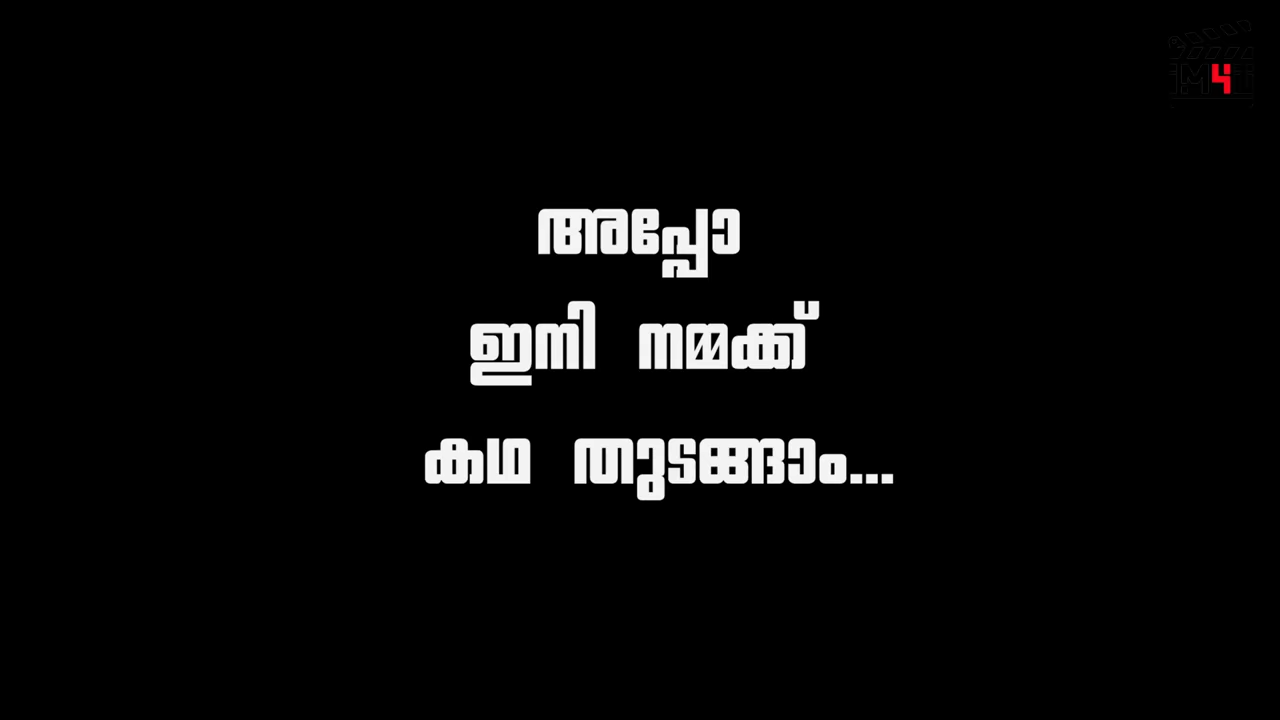 അപ്പോ
ഇനി നമ്മക്ക്
കഥ തുടങ്ങാം...